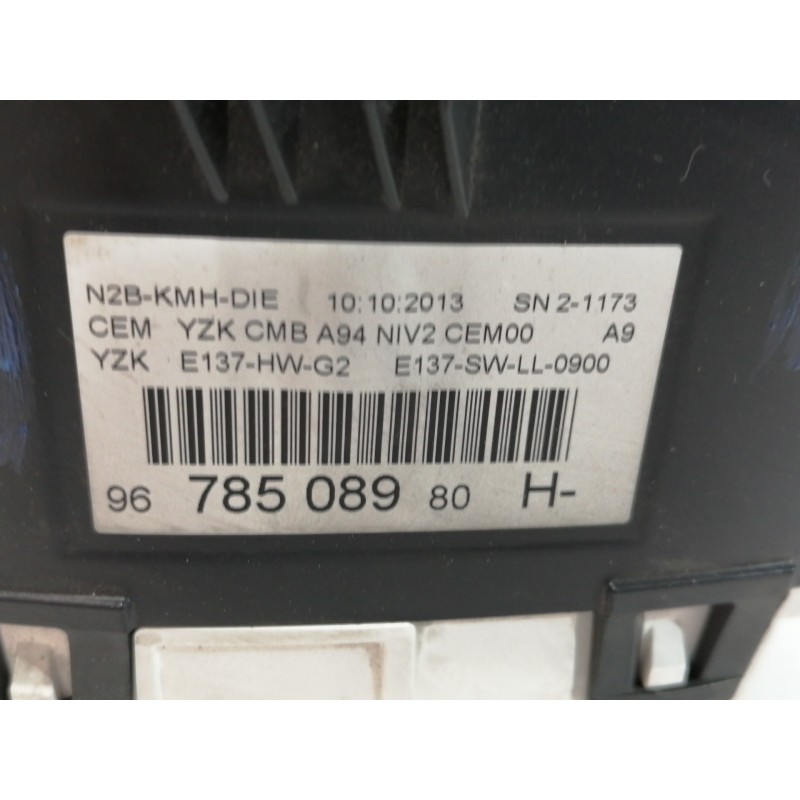 N2B-KMH-DIE 10:10:2013 SN 2-1173
CEM YZK CMB A94 NIV2 CEM00 A9
YZK E137-HW-G2 E137-SW-LL-0900
96 785 089 80 H-